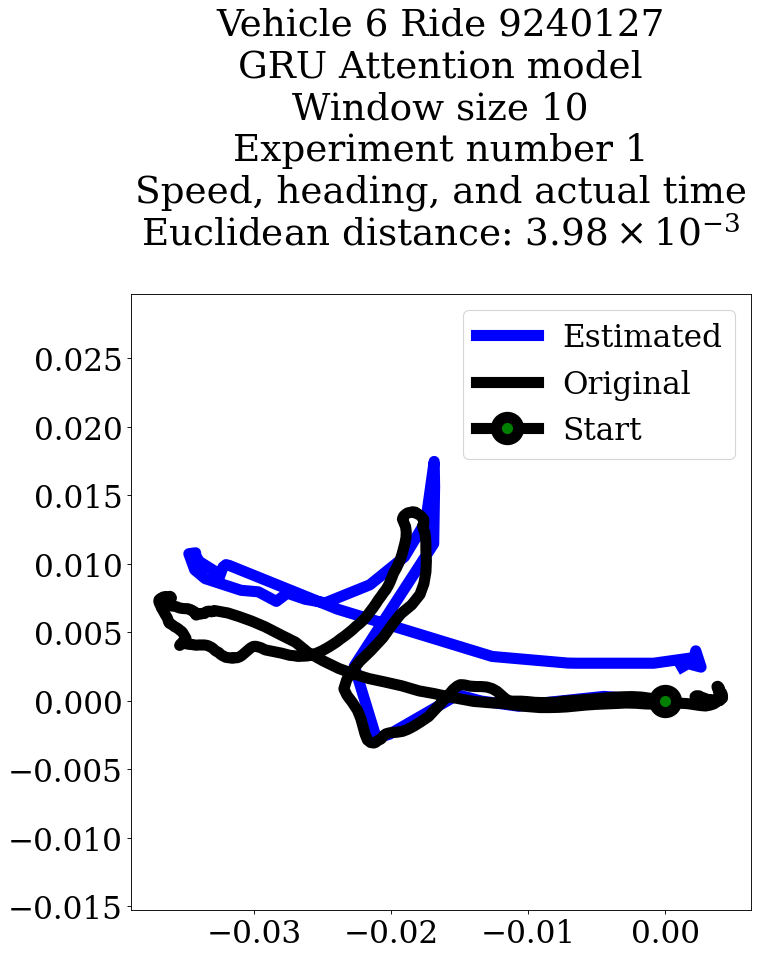 Vehicle 6 Ride 9240127
GRU Attention model
Window size 10
Experiment number 1
Speed, heading, and actual time
Euclidean distance: 3.98 × 10⁻³
Estimated
Original
Start
0.025
0.020
0.015
0.010
0.005
0.000
−0.005
−0.010
−0.015
−0.03 −0.02 −0.01 0.00